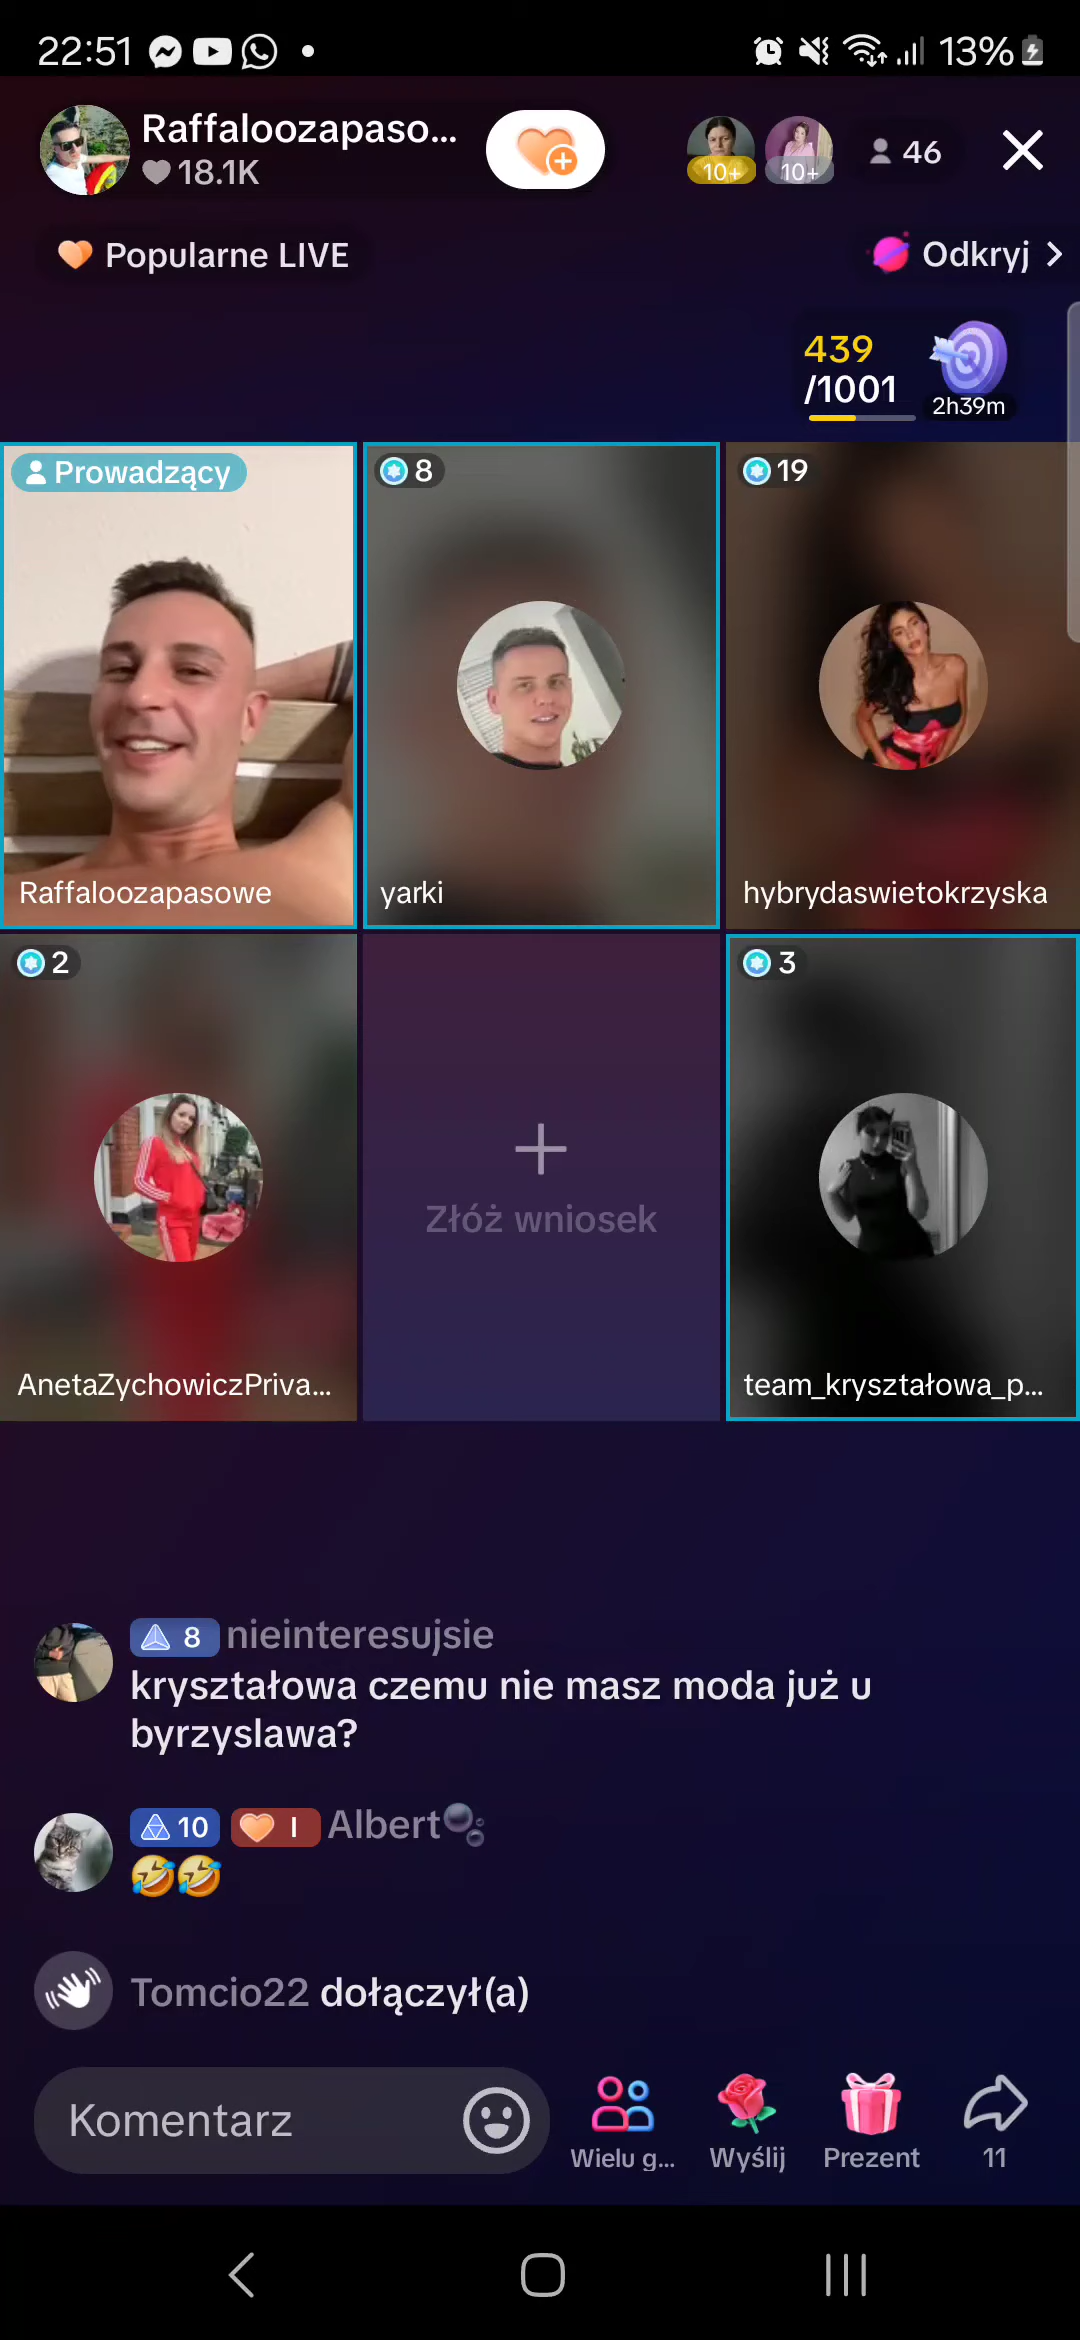 22:51
13%
Raffaloozapaso...
18.1K
10+
10+
46
Popularne LIVE
Odkryj
439
/1001
2h39m
Prowadzący
8
19
Raffaloozapasowe
yarki
hybrydaswietokrzyska
2
3
Złóż wniosek
AnetaZychowiczPriva...
team_kryształowa_p...
8 nieinteresujsie
kryształowa czemu nie masz moda już u
byrzyslawa?
10 I Albert
Tomcio22 dołączył(a)
Komentarz
Wielu g...
Wyślij
Prezent
11